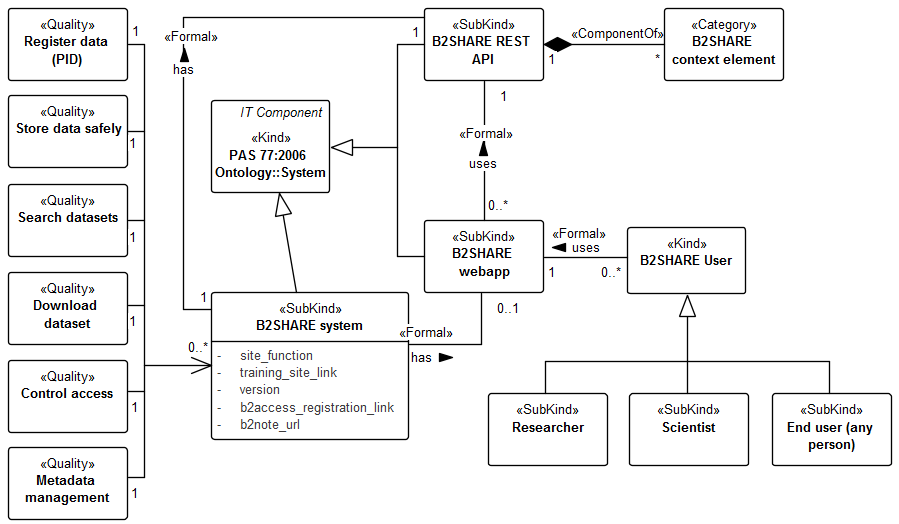 «Quality»
Register data
(PID)
1
«Quality»
Store data safely
1
«Quality»
Search datasets
1
«Quality»
Download
dataset
1
«Quality»
Control access
1
«Quality»
Metadata
management
1
0..*
«Formal»
has
1
1
IT Component
«Kind»
PAS 77:2006
Ontology::System
«SubKind»
B2SHARE system
- site_function
- training_site_link
- version
- b2access_registration_link
- b2note_url
«Formal»
has
0..1
«SubKind»
B2SHARE REST
API
1
«ComponentOf»
*
«Category»
B2SHARE
context element
1
«Formal»
uses
0..*
«SubKind»
B2SHARE
webapp
«Formal»
uses
1
0..*
«Kind»
B2SHARE User
«SubKind»
Researcher
«SubKind»
Scientist
«SubKind»
End user (any
person)